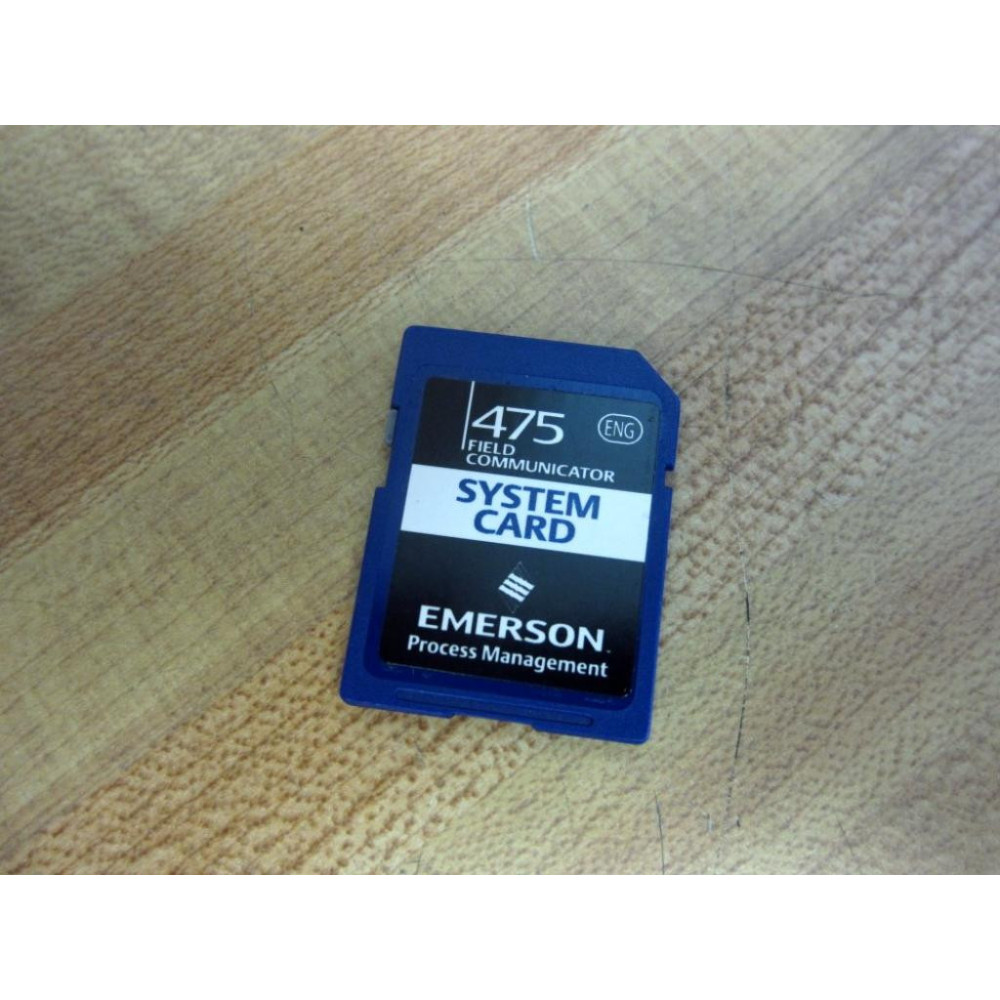 475
ENG
FIELD
COMMUNICATOR
SYSTEM
CARD
EMERSON
Process Management